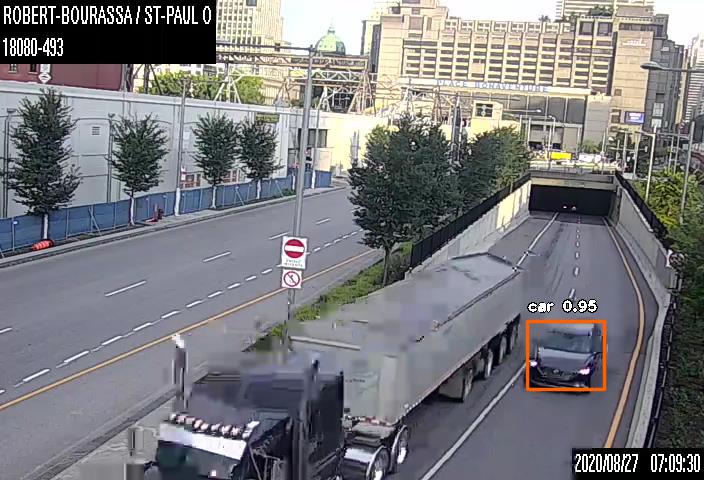 ROBERT-BOURASSA / ST-PAUL O
18080-493
PLACE BONAVENTURE
car 0.95
2020/08/27 07:09:30